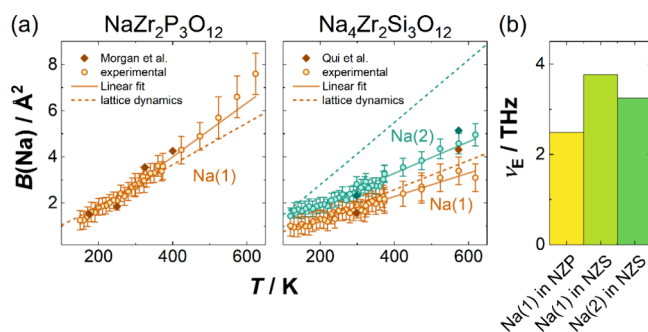 (a) NaZr₂P₃O₁₂ Na₄Zr₂Si₃O₁₂ (b)
Morgan et al.
experimental
Linear fit
lattice dynamics
Qui et al.
experimental
Linear fit
lattice dynamics
B(Na) / Å²
8
6
4
2
Na(1)
Na(2)
Na(1)
200 400 600
200 400 600
T / K
νE / THz
4
2
0
Na(1) in NZP
Na(1) in NZS
Na(2) in NZS